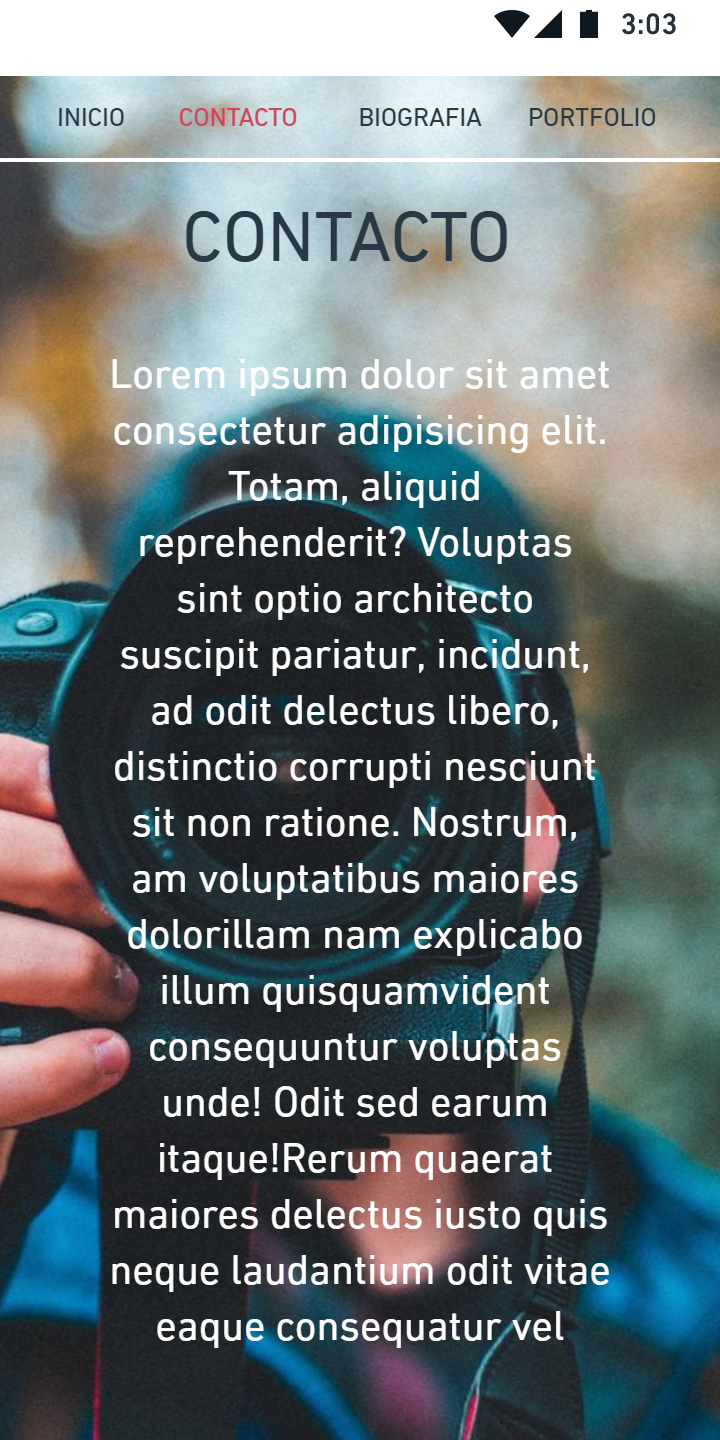 3:03
INICIO CONTACTO BIOGRAFIA PORTFOLIO
CONTACTO
Lorem ipsum dolor sit amet
consectetur adipisicing elit.
Totam, aliquid
reprehenderit? Voluptas
sint optio architecto
suscipit pariatur, incidunt,
ad odit delectus libero,
distinctio corrupti nesciunt
sit non ratione. Nostrum,
am voluptatibus maiores
dolorillam nam explicabo
illum quisquamvident
consequuntur voluptas
unde! Odit sed earum
itaque!Rerum quaerat
maiores delectus iusto quis
neque laudantium odit vitae
eaque consequatur vel